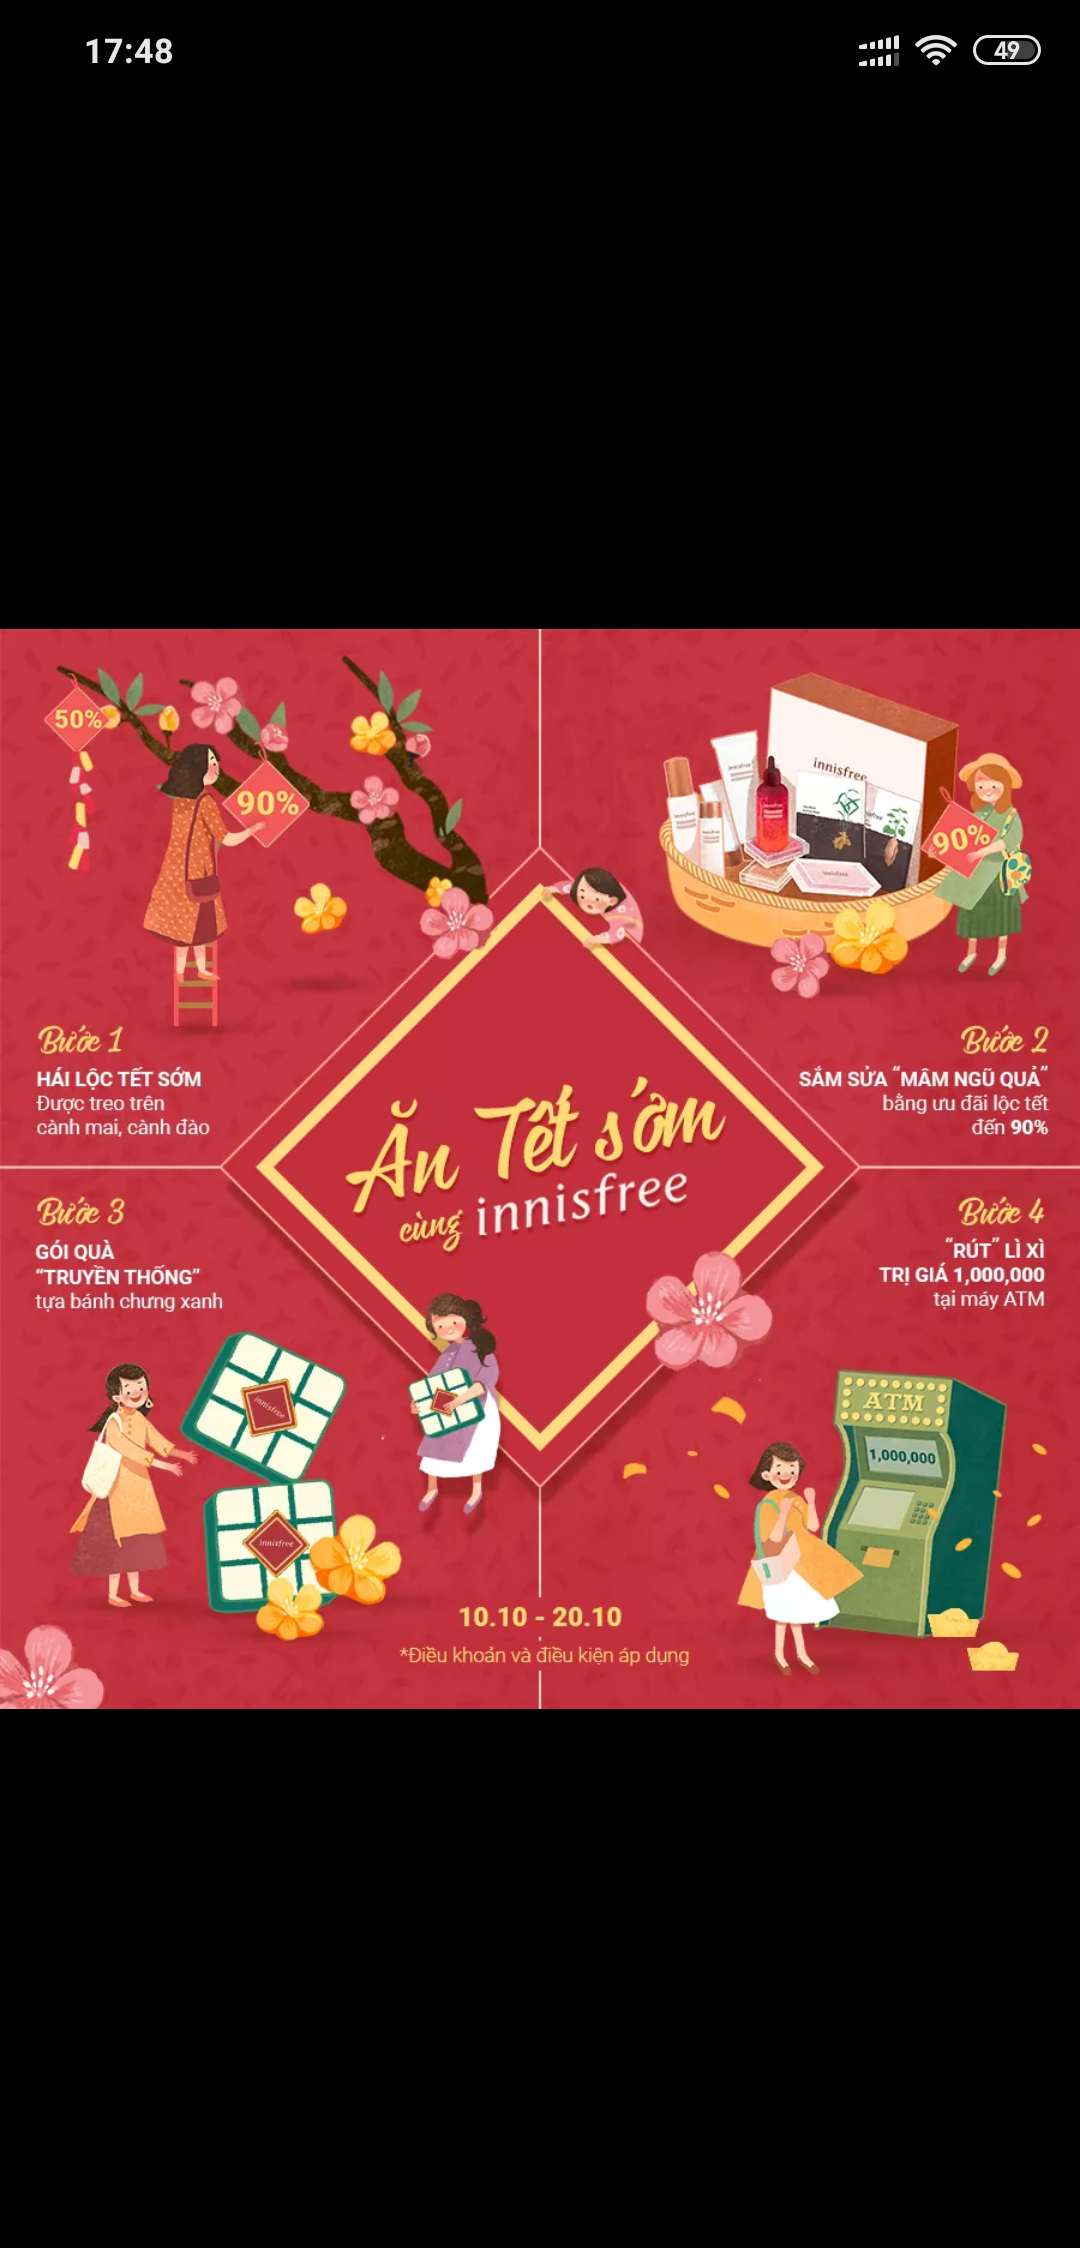 17:48
49
50%
90%
innisfree
90%
Bước 1
HÁI LỘC TẾT SỚM
Được treo trên
cành mai, cành đào
Bước 2
SẮM SỬA “MÂM NGŨ QUẢ”
bằng ưu đãi lộc tết
đến 90%
Ăn Tết sớm
cùng innisfree
Bước 3
GÓI QUÀ
“TRUYỀN THỐNG”
tựa bánh chưng xanh
Bước 4
“RÚT” LÌ XÌ
TRỊ GIÁ 1,000,000
tại máy ATM
innisfree
innisfree
ATM
1,000,000
10.10 - 20.10
*Điều khoản và điều kiện áp dụng